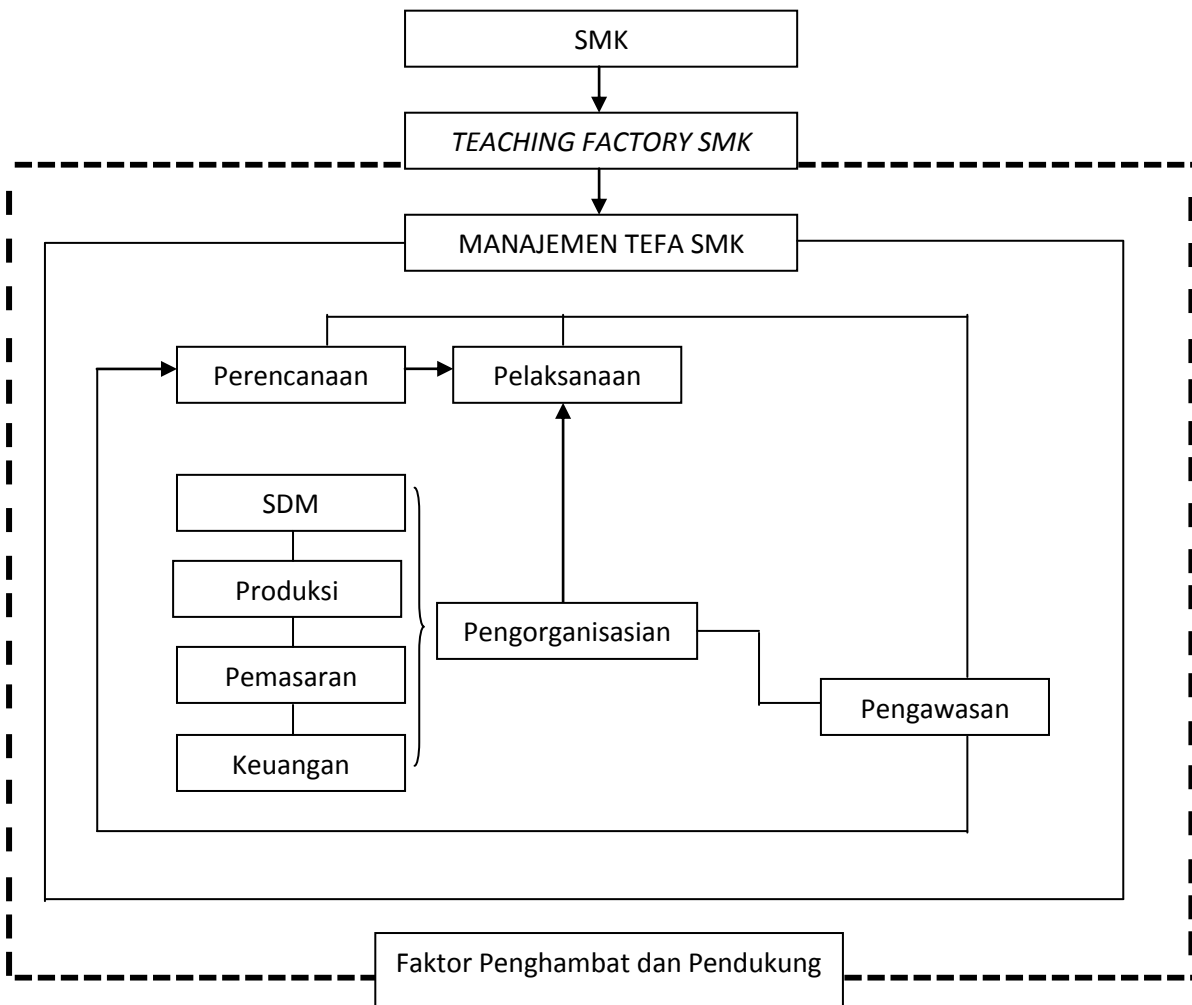 SMK
TEACHING FACTORY SMK
MANAJEMEN TEFA SMK
Perencanaan
Pelaksanaan
SDM
Produksi
Pengorganisasian
Pemasaran
Pengawasan
Keuangan
Faktor Penghambat dan Pendukung